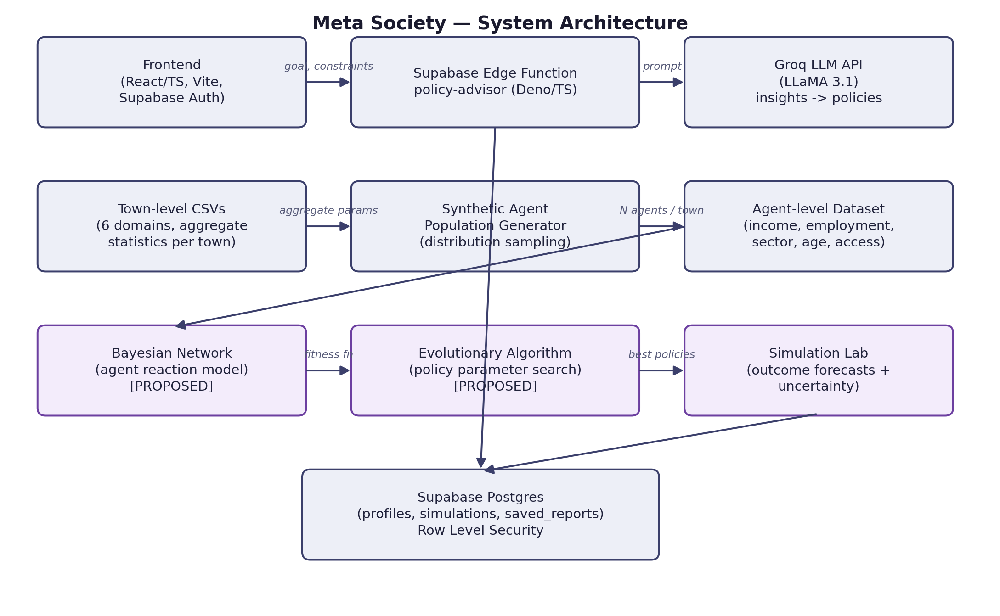 Meta Society — System Architecture
Frontend
(React/TS, Vite,
Supabase Auth)
goal, constraints
Supabase Edge Function
policy-advisor (Deno/TS)
prompt
Groq LLM API
(LLaMA 3.1)
insights -> policies
Town-level CSVs
(6 domains, aggregate
statistics per town)
aggregate params
Synthetic Agent
Population Generator
(distribution sampling)
N agents / town
Agent-level Dataset
(income, employment,
sector, age, access)
Bayesian Network
(agent reaction model)
[PROPOSED]
fitness fn
Evolutionary Algorithm
(policy parameter search)
[PROPOSED]
best policies
Simulation Lab
(outcome forecasts +
uncertainty)
Supabase Postgres
(profiles, simulations, saved_reports)
Row Level Security